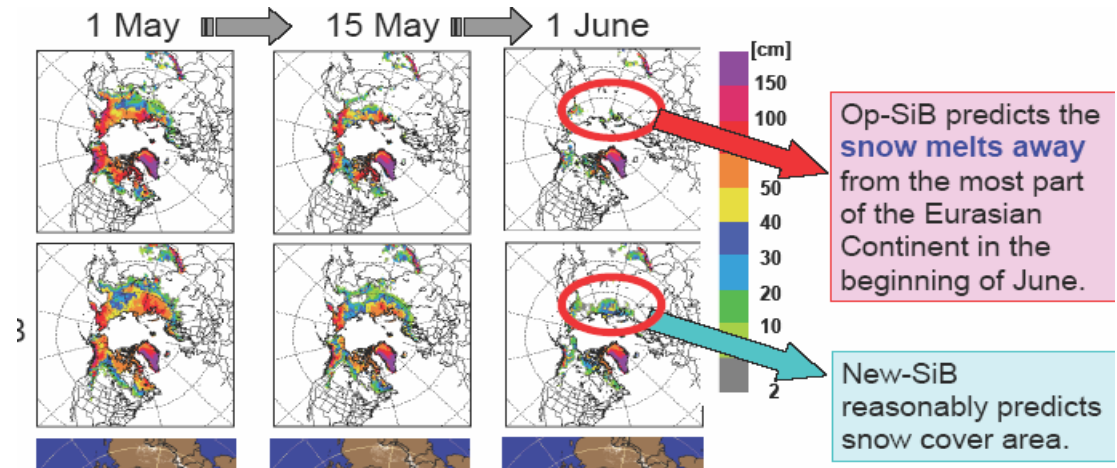 1 May
15 May
1 June
[cm]
150
100
50
40
30
20
10
2
Op-SiB predicts the
snow melts away
from the most part
of the Eurasian
Continent in the
beginning of June.
New-SiB
reasonably predicts
snow cover area.